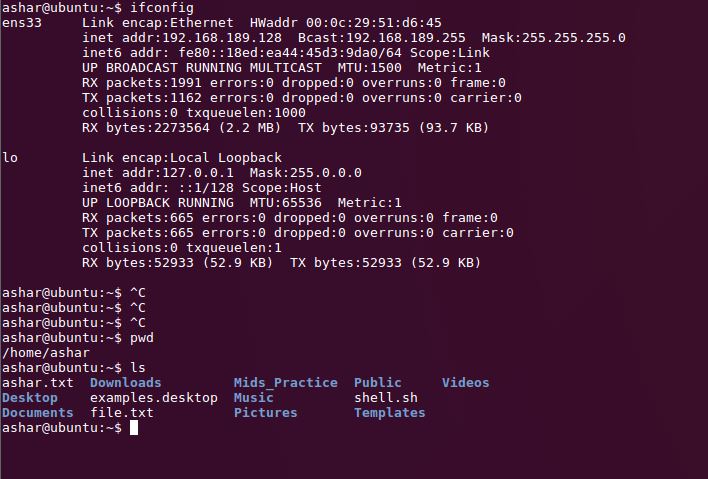 ashar@ubuntu:~$ ifconfig
ens33     Link encap:Ethernet  HWaddr 00:0c:29:51:d6:45
          inet addr:192.168.189.128  Bcast:192.168.189.255  Mask:255.255.255.0
          inet6 addr: fe80::18ed:ea44:45d3:9da0/64 Scope:Link
          UP BROADCAST RUNNING MULTICAST  MTU:1500  Metric:1
          RX packets:1991 errors:0 dropped:0 overruns:0 frame:0
          TX packets:1162 errors:0 dropped:0 overruns:0 carrier:0
          collisions:0 txqueuelen:1000
          RX bytes:2273564 (2.2 MB)  TX bytes:93735 (93.7 KB)

lo        Link encap:Local Loopback
          inet addr:127.0.0.1  Mask:255.0.0.0
          inet6 addr: ::1/128 Scope:Host
          UP LOOPBACK RUNNING  MTU:65536  Metric:1
          RX packets:665 errors:0 dropped:0 overruns:0 frame:0
          TX packets:665 errors:0 dropped:0 overruns:0 carrier:0
          collisions:0 txqueuelen:1
          RX bytes:52933 (52.9 KB)  TX bytes:52933 (52.9 KB)

ashar@ubuntu:~$ ^C
ashar@ubuntu:~$ ^C
ashar@ubuntu:~$ ^C
ashar@ubuntu:~$ pwd
/home/ashar
ashar@ubuntu:~$ ls
ashar.txt  Downloads         Mids_Practice  Public     Videos
Desktop    examples.desktop  Music          shell.sh
Documents  file.txt          Pictures       Templates
ashar@ubuntu:~$